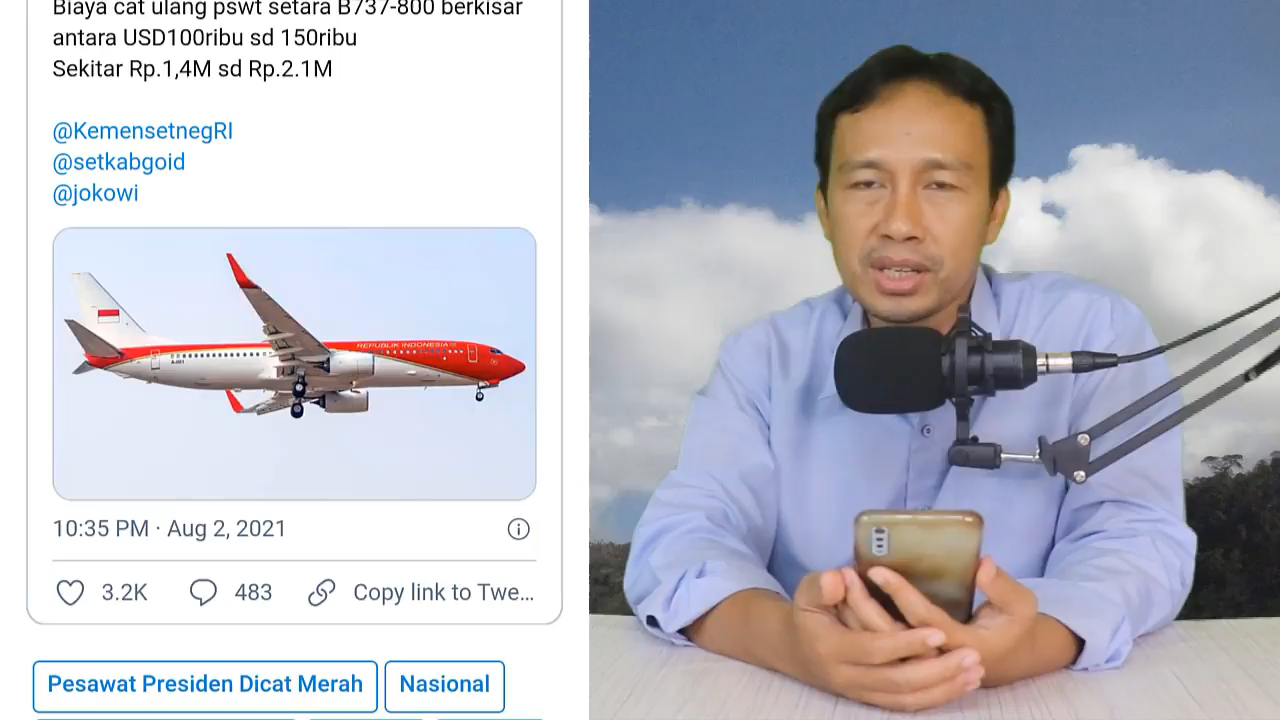 Biaya cat ulang pswt setara B737-800 berkisar
antara USD100ribu sd 150ribu
Sekitar Rp.1,4M sd Rp.2.1M
@KemensetnegRI
@setkabgoid
@jokowi
REPUBLIK INDONESIA
A-001
10:35 PM · Aug 2, 2021
3.2K
483
Copy link to Twe...
Pesawat Presiden Dicat Merah
Nasional